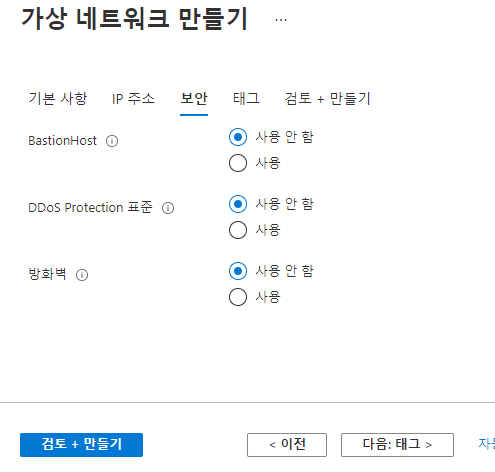 가상 네트워크 만들기 ...
기본 사항 IP 주소 보안 태그 검토 + 만들기
BastionHost
사용 안 함
사용
DDoS Protection 표준
사용 안 함
사용
방화벽
사용 안 함
사용
검토 + 만들기 < 이전 다음: 태그 >